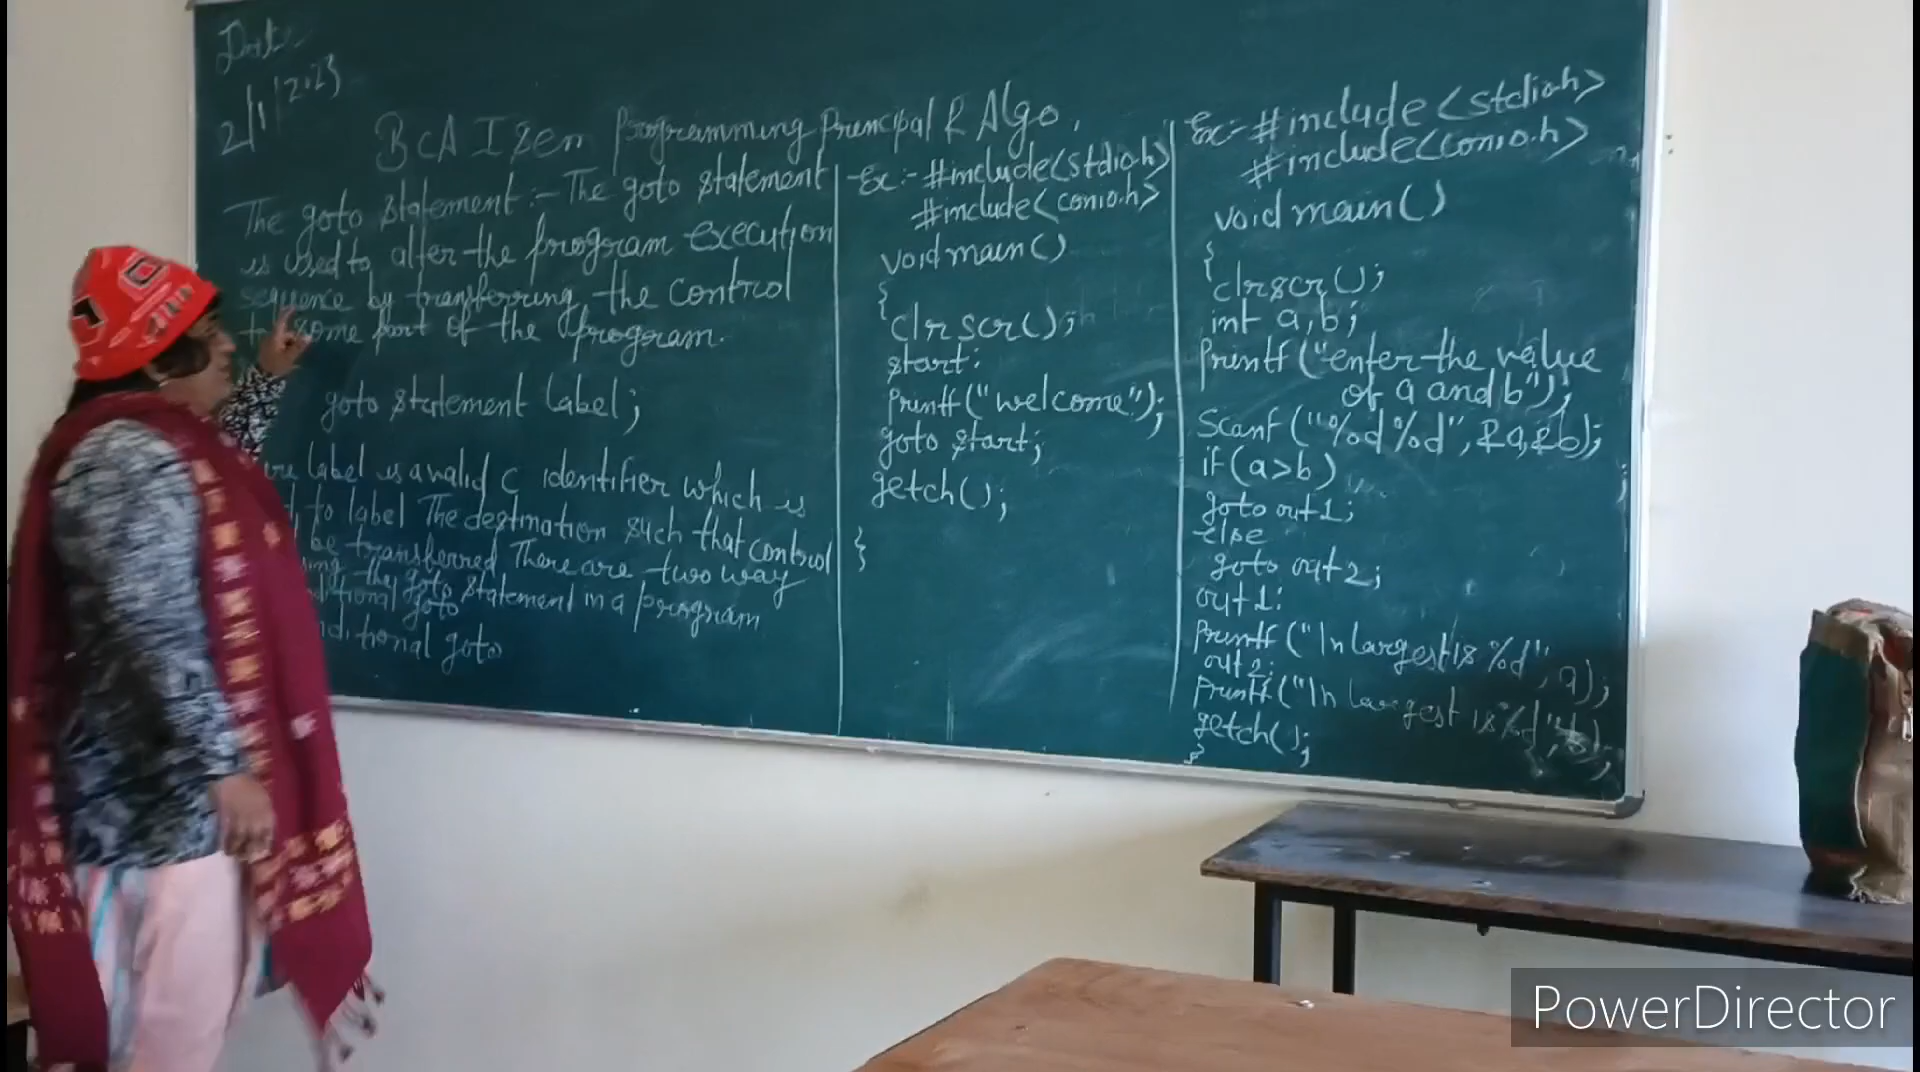 Date
2/1/2023
BCA I Sem Programming Principal & Algo.
The goto statement :- The goto statement
is used to alter the program execution
sequence by transferring the control
some part of the program.
goto statement label;
label is a valid C identifier which is
to label The destination such that control
be transferred There are two way
the goto statement in a program
goto
goto
Ex:- #include<stdio.h>
#include<conio.h>
void main()
{
clrscr();
start:
printf("welcome");
goto start;
getch();
}
Ex:- #include<stdio.h>
#include<conio.h>
void main()
{
clrscr();
int a,b;
Printf("enter the value
of a and b");
Scanf("%d %d",&a,&b);
if(a>b)
goto out1;
else
goto out2;
out1:
Printf("\n largest is %d", a);
out2:
Printf("\n largest is %d",b);
getch();
}
PowerDirector